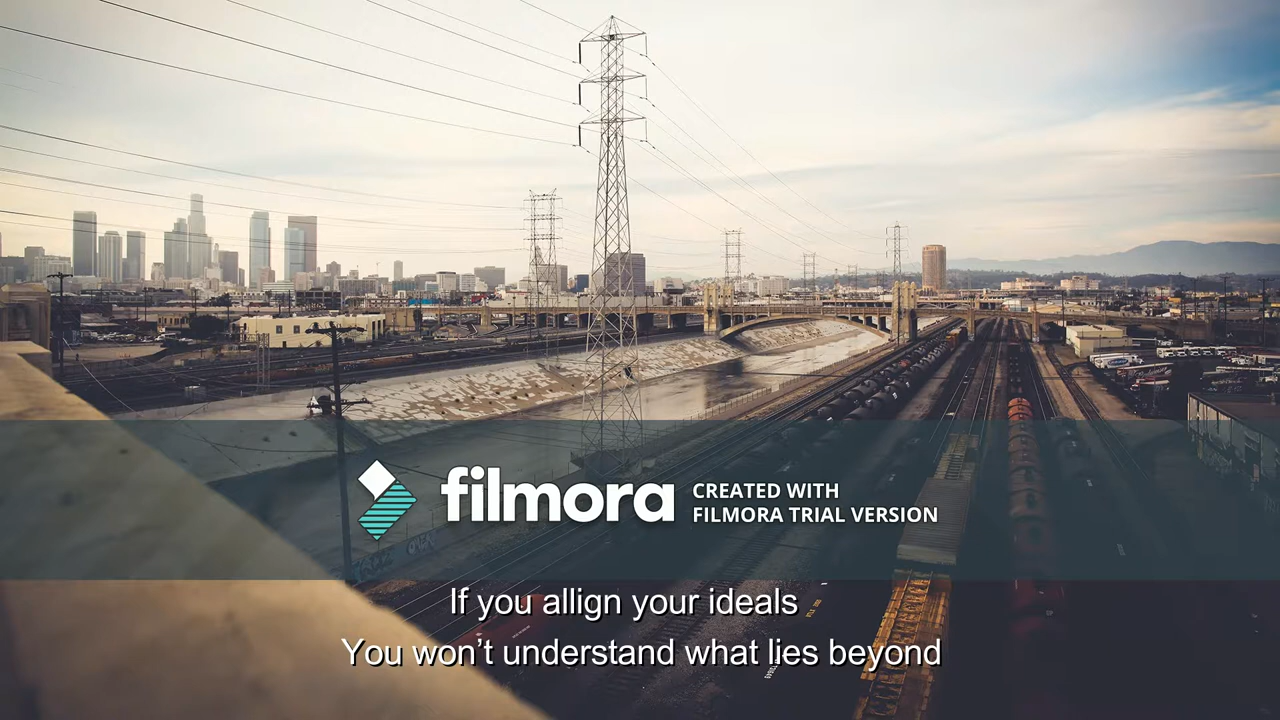 filmora
CREATED WITH
FILMORA TRIAL VERSION
If you allign your ideals
You won't understand what lies beyond